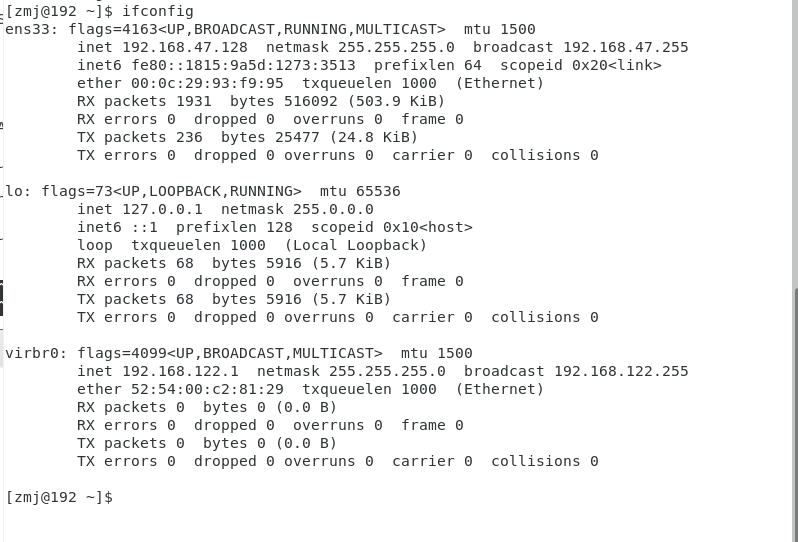 [zmj@192 ~]$ ifconfig
ens33: flags=4163<UP,BROADCAST,RUNNING,MULTICAST>  mtu 1500
        inet 192.168.47.128  netmask 255.255.255.0  broadcast 192.168.47.255
        inet6 fe80::1815:9a5d:1273:3513  prefixlen 64  scopeid 0x20<link>
        ether 00:0c:29:93:f9:95  txqueuelen 1000  (Ethernet)
        RX packets 1931  bytes 516092 (503.9 KiB)
        RX errors 0  dropped 0  overruns 0  frame 0
        TX packets 236  bytes 25477 (24.8 KiB)
        TX errors 0  dropped 0 overruns 0  carrier 0  collisions 0

lo: flags=73<UP,LOOPBACK,RUNNING>  mtu 65536
        inet 127.0.0.1  netmask 255.0.0.0
        inet6 ::1  prefixlen 128  scopeid 0x10<host>
        loop  txqueuelen 1000  (Local Loopback)
        RX packets 68  bytes 5916 (5.7 KiB)
        RX errors 0  dropped 0  overruns 0  frame 0
        TX packets 68  bytes 5916 (5.7 KiB)
        TX errors 0  dropped 0 overruns 0  carrier 0  collisions 0

virbr0: flags=4099<UP,BROADCAST,MULTICAST>  mtu 1500
        inet 192.168.122.1  netmask 255.255.255.0  broadcast 192.168.122.255
        ether 52:54:00:c2:81:29  txqueuelen 1000  (Ethernet)
        RX packets 0  bytes 0 (0.0 B)
        RX errors 0  dropped 0  overruns 0  frame 0
        TX packets 0  bytes 0 (0.0 B)
        TX errors 0  dropped 0 overruns 0  carrier 0  collisions 0

[zmj@192 ~]$